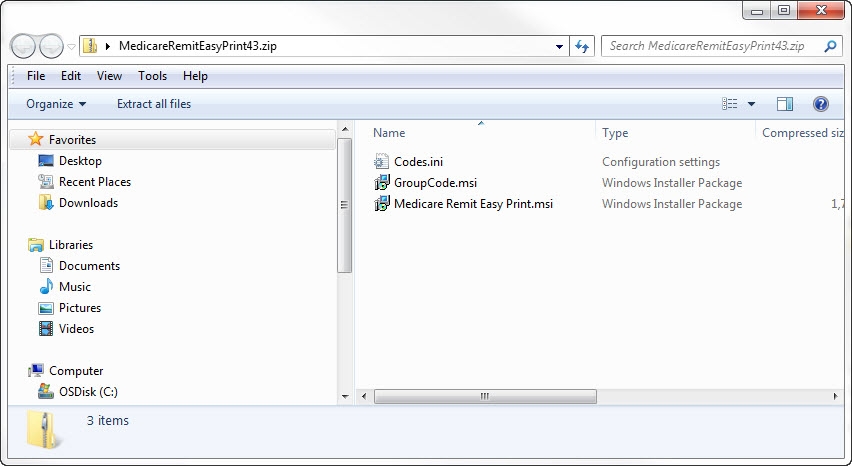 MedicareRemitEasyPrint43.zip
Search MedicareRemitEasyPrint43.zip
File Edit View Tools Help
Organize Extract all files
Favorites
Desktop
Recent Places
Downloads
Libraries
Documents
Music
Pictures
Videos
Computer
OSDisk (C:)
Name Type Compressed siz
Codes.ini Configuration settings
GroupCode.msi Windows Installer Package
Medicare Remit Easy Print.msi Windows Installer Package 1,7
3 items